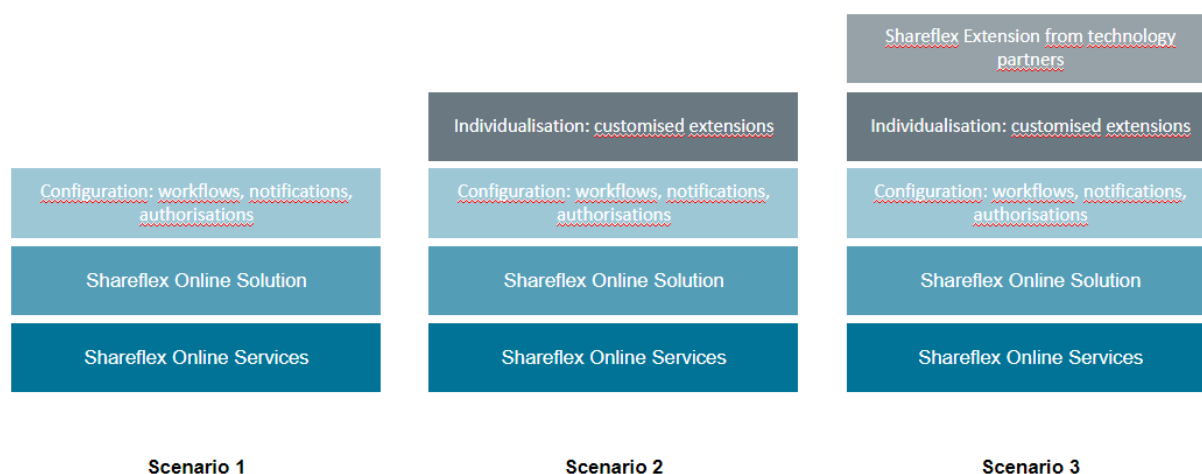 Configuration: workflows, notifications,
authorisations
Shareflex Online Solution
Shareflex Online Services
Scenario 1
Individualisation: customised extensions
Configuration: workflows, notifications,
authorisations
Shareflex Online Solution
Shareflex Online Services
Scenario 2
Shareflex Extension from technology
partners
Individualisation: customised extensions
Configuration: workflows, notifications,
authorisations
Shareflex Online Solution
Shareflex Online Services
Scenario 3